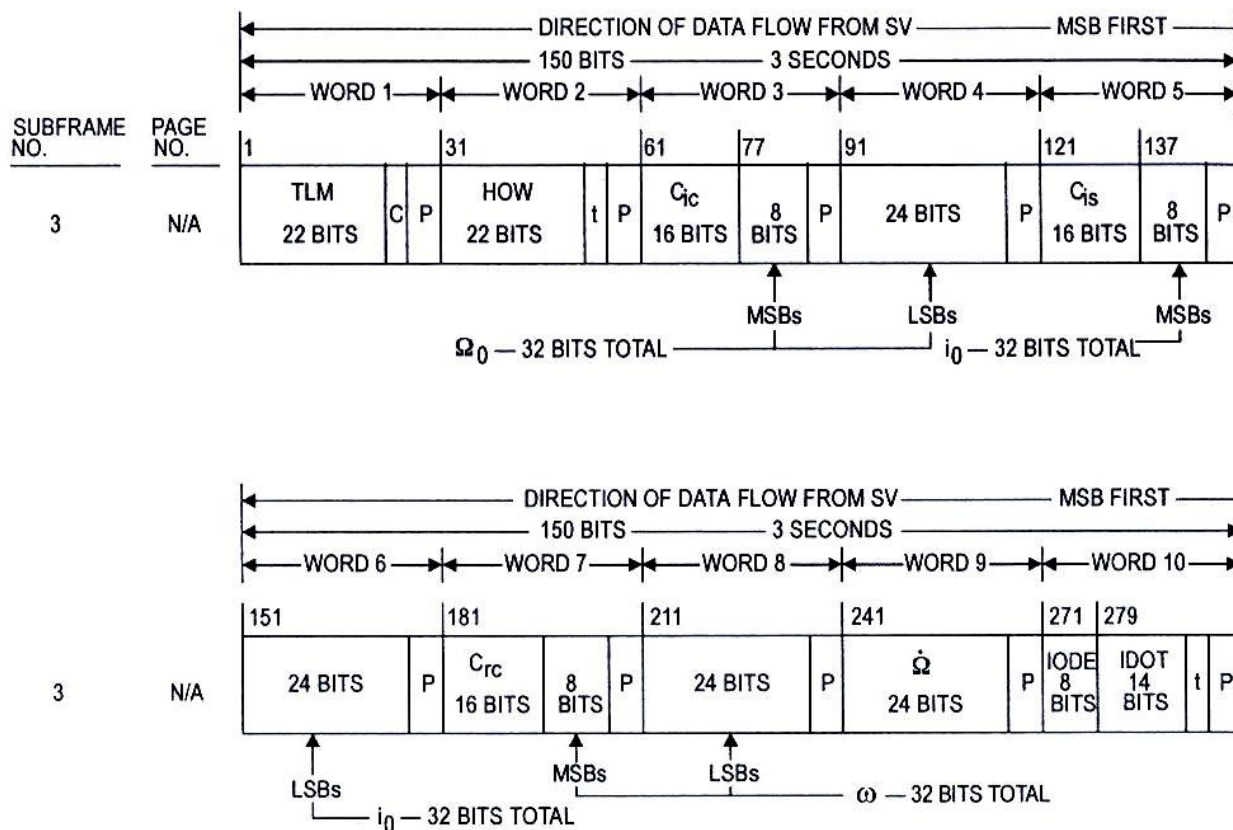 DIRECTION OF DATA FLOW FROM SV MSB FIRST
150 BITS 3 SECONDS
WORD 1 WORD 2 WORD 3 WORD 4 WORD 5
SUBFRAME NO. PAGE NO.
1 31 61 77 91 121 137
3 N/A
TLM 22 BITS C P HOW 22 BITS t P Cic 16 BITS 8 BITS P 24 BITS P Cis 16 BITS 8 BITS P
MSBs LSBs MSBs
Ω0 — 32 BITS TOTAL i0 — 32 BITS TOTAL
DIRECTION OF DATA FLOW FROM SV MSB FIRST
150 BITS 3 SECONDS
WORD 6 WORD 7 WORD 8 WORD 9 WORD 10
151 181 211 241 271 279
3 N/A
24 BITS P Crc 16 BITS 8 BITS P 24 BITS P Ω̇ 24 BITS P IODE 8 BITS IDOT 14 BITS t P
LSBs MSBs LSBs
i0 — 32 BITS TOTAL ω — 32 BITS TOTAL